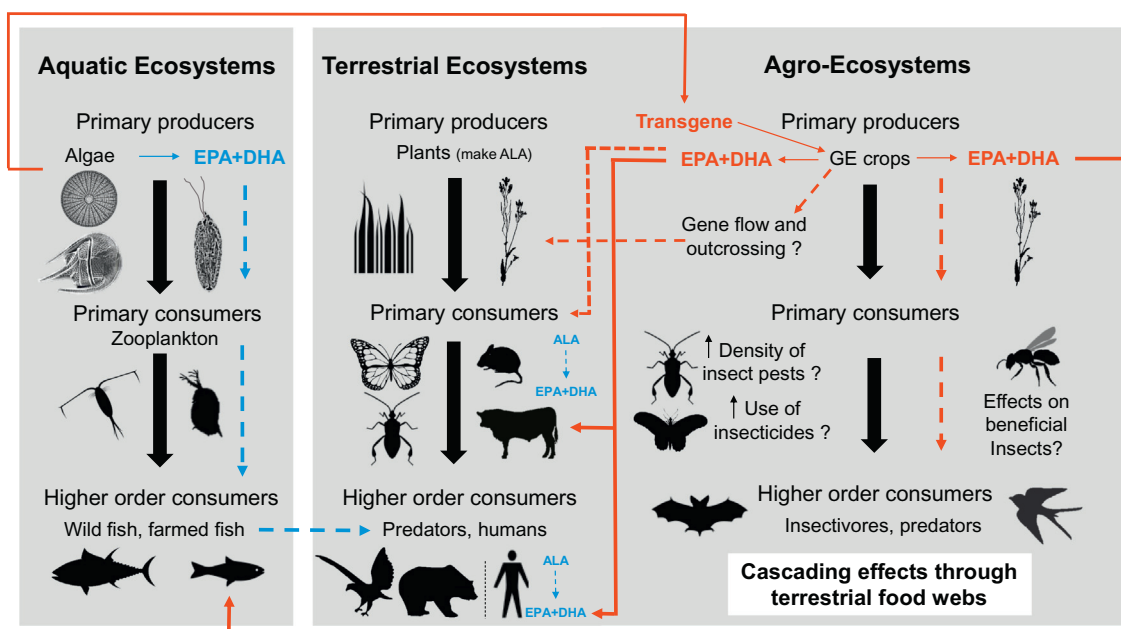 Aquatic Ecosystems
Primary producers
Algae
EPA+DHA
Primary consumers
Zooplankton
Higher order consumers
Wild fish, farmed fish
Terrestrial Ecosystems
Primary producers
Plants (make ALA)
Primary consumers
ALA
EPA+DHA
Higher order consumers
Predators, humans
ALA
EPA+DHA
Agro-Ecosystems
Transgene
Primary producers
EPA+DHA
GE crops
EPA+DHA
Gene flow and
outcrossing ?
Primary consumers
Density of
insect pests ?
Use of
insecticides ?
Effects on
beneficial
Insects?
Higher order consumers
Insectivores, predators
Cascading effects through
terrestrial food webs